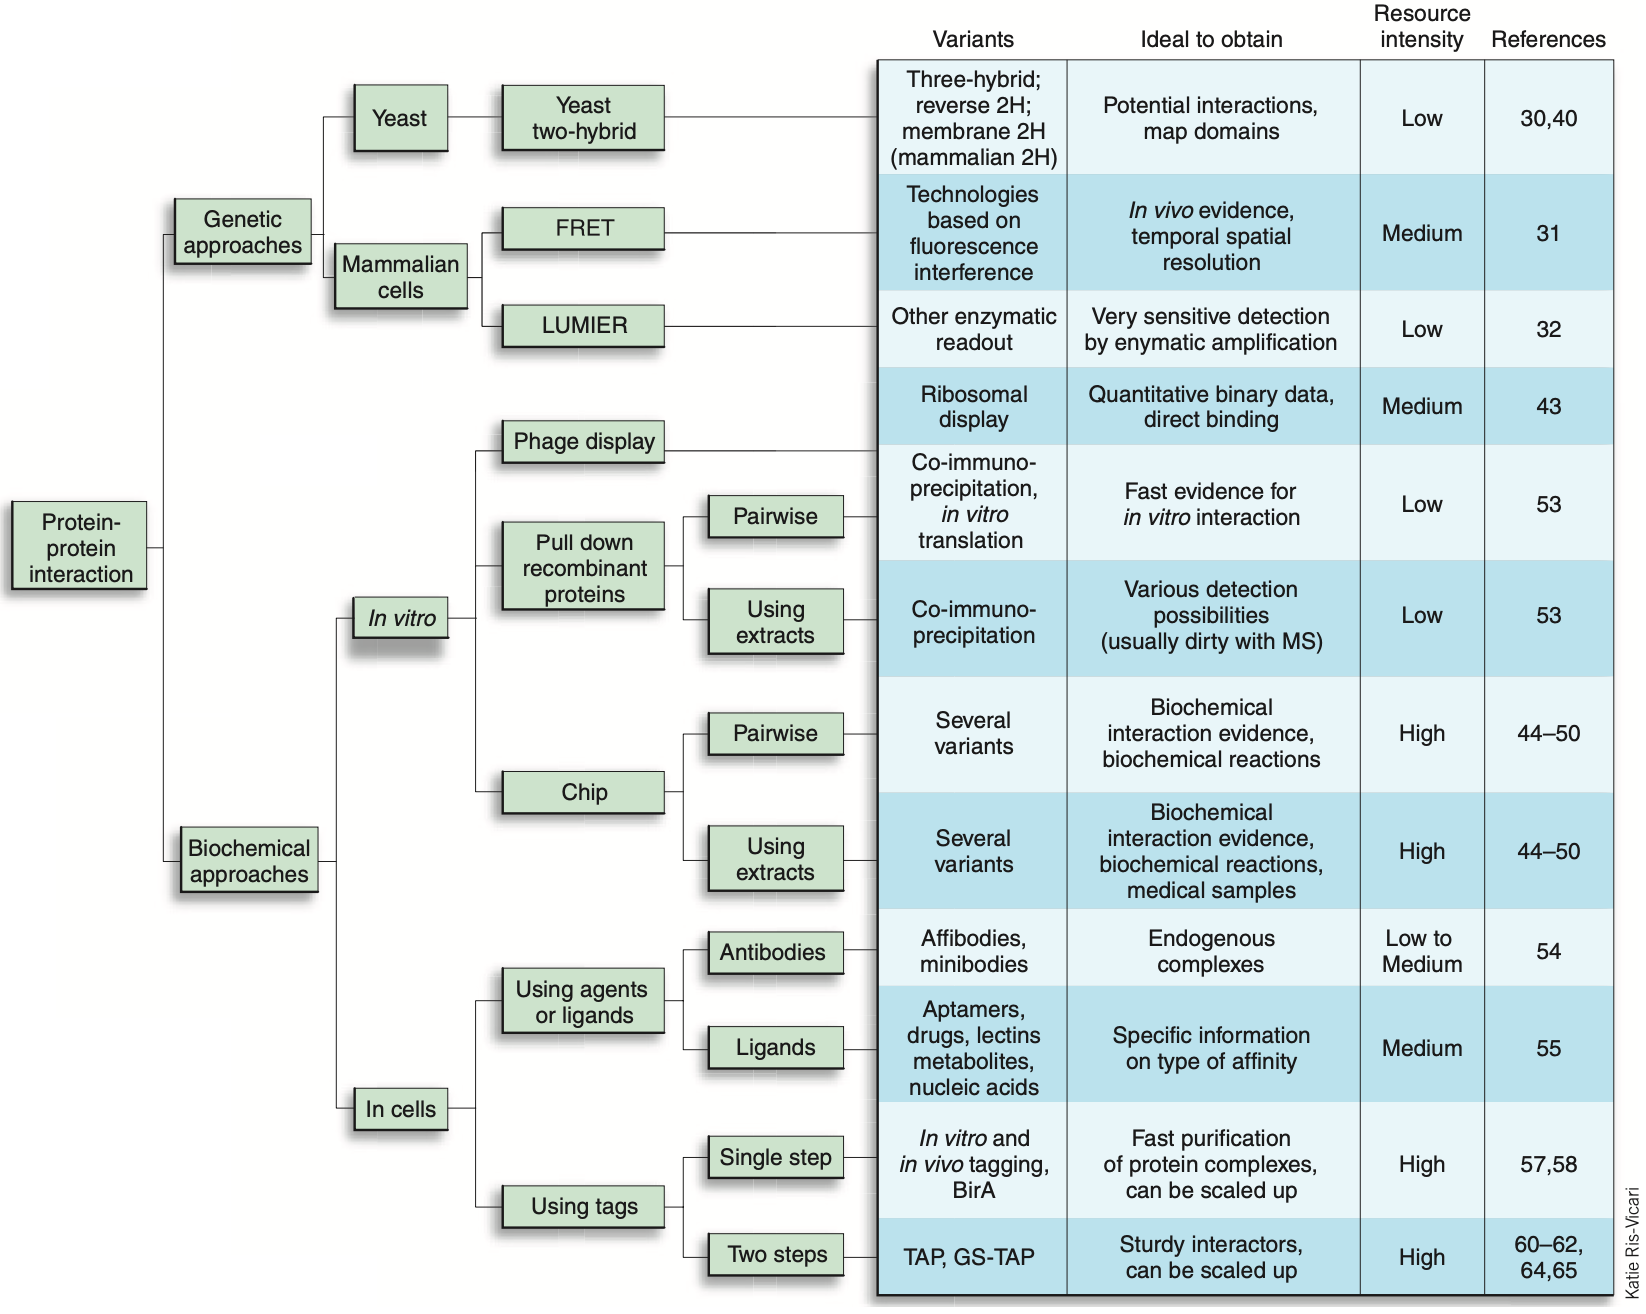 Variants
Ideal to obtain
Resource
intensity
References
Yeast
Yeast
two-hybrid
Three-hybrid;
reverse 2H;
membrane 2H
(mammalian 2H)
Potential interactions,
map domains
Low
30,40
Genetic
approaches
Mammalian
cells
FRET
Technologies
based on
fluorescence
interference
In vivo evidence,
temporal spatial
resolution
Medium
31
LUMIER
Other enzymatic
readout
Very sensitive detection
by enymatic amplification
Low
32
Phage display
Ribosomal
display
Quantitative binary data,
direct binding
Medium
43
Protein-
protein
interaction
In vitro
Pull down
recombinant
proteins
Pairwise
Co-immuno-
precipitation,
in vitro
translation
Fast evidence for
in vitro interaction
Low
53
Using
extracts
Co-immuno-
precipitation
Various detection
possibilities
(usually dirty with MS)
Low
53
Chip
Pairwise
Several
variants
Biochemical
interaction evidence,
biochemical reactions
High
44–50
Biochemical
approaches
Using
extracts
Several
variants
Biochemical
interaction evidence,
biochemical reactions,
medical samples
High
44–50
In cells
Using agents
or ligands
Antibodies
Affibodies,
minibodies
Endogenous
complexes
Low to
Medium
54
Ligands
Aptamers,
drugs, lectins
metabolites,
nucleic acids
Specific information
on type of affinity
Medium
55
Using tags
Single step
In vitro and
in vivo tagging,
BirA
Fast purification
of protein complexes,
can be scaled up
High
57,58
Two steps
TAP, GS-TAP
Sturdy interactors,
can be scaled up
High
60–62,
64,65
Katie Ris-Vicari